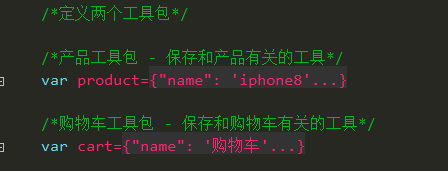 /*定义两个工具包*/
/*产品工具包 - 保存和产品有关的工具*/
var product={"name": 'iphone8'...}
/*购物车工具包 - 保存和购物车有关的工具*/
var cart={"name": '购物车'...}